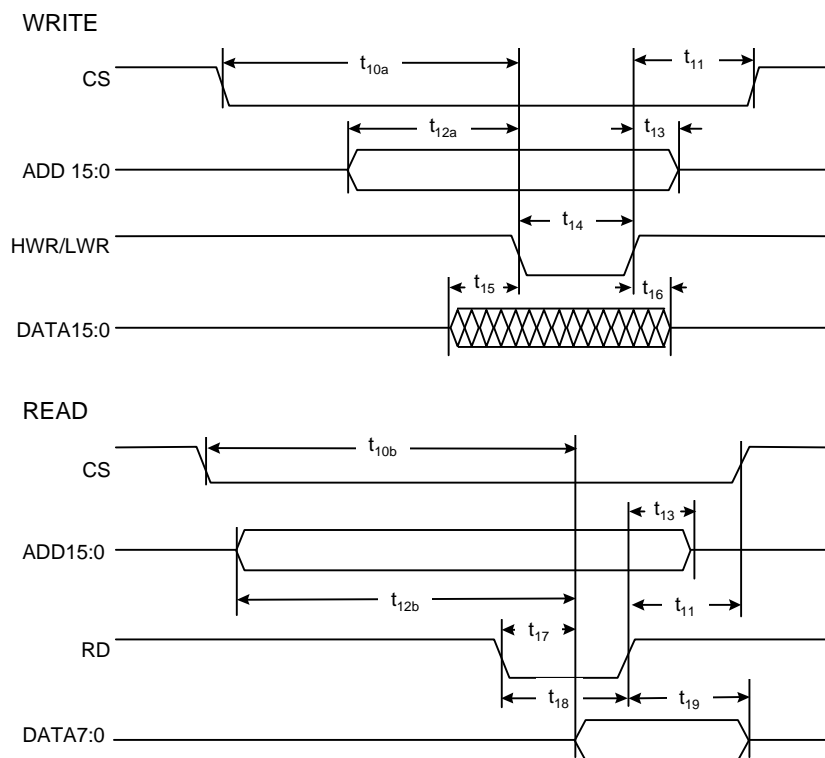 WRITE
CS
t10a
t11
t12a
t13
ADD 15:0
t14
HWR/LWR
t15
t16
DATA15:0
READ
CS
t10b
t13
ADD15:0
t12b
t11
t17
RD
t18
t19
DATA7:0